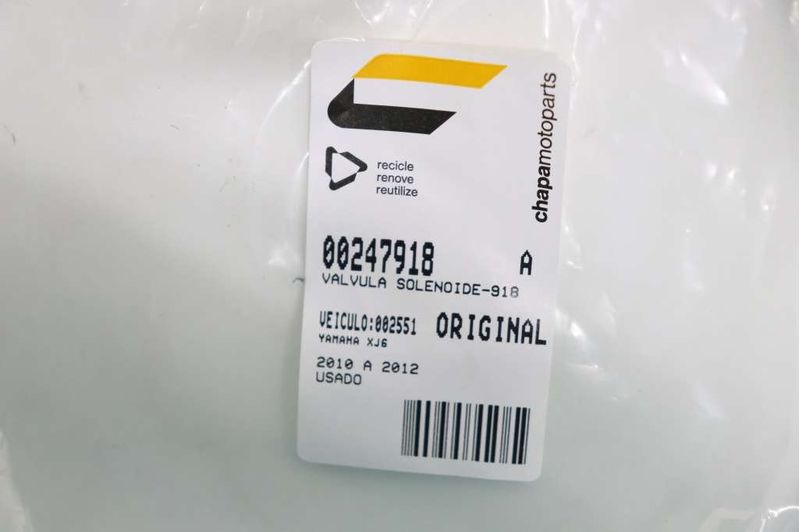 chapamotoparts
recicle
renove
reutilize
00247918 A
VALVULA SOLENOIDE-918
VEICULO:002551 ORIGINAL
YAMAHA XJ6
2010 A 2012
USADO